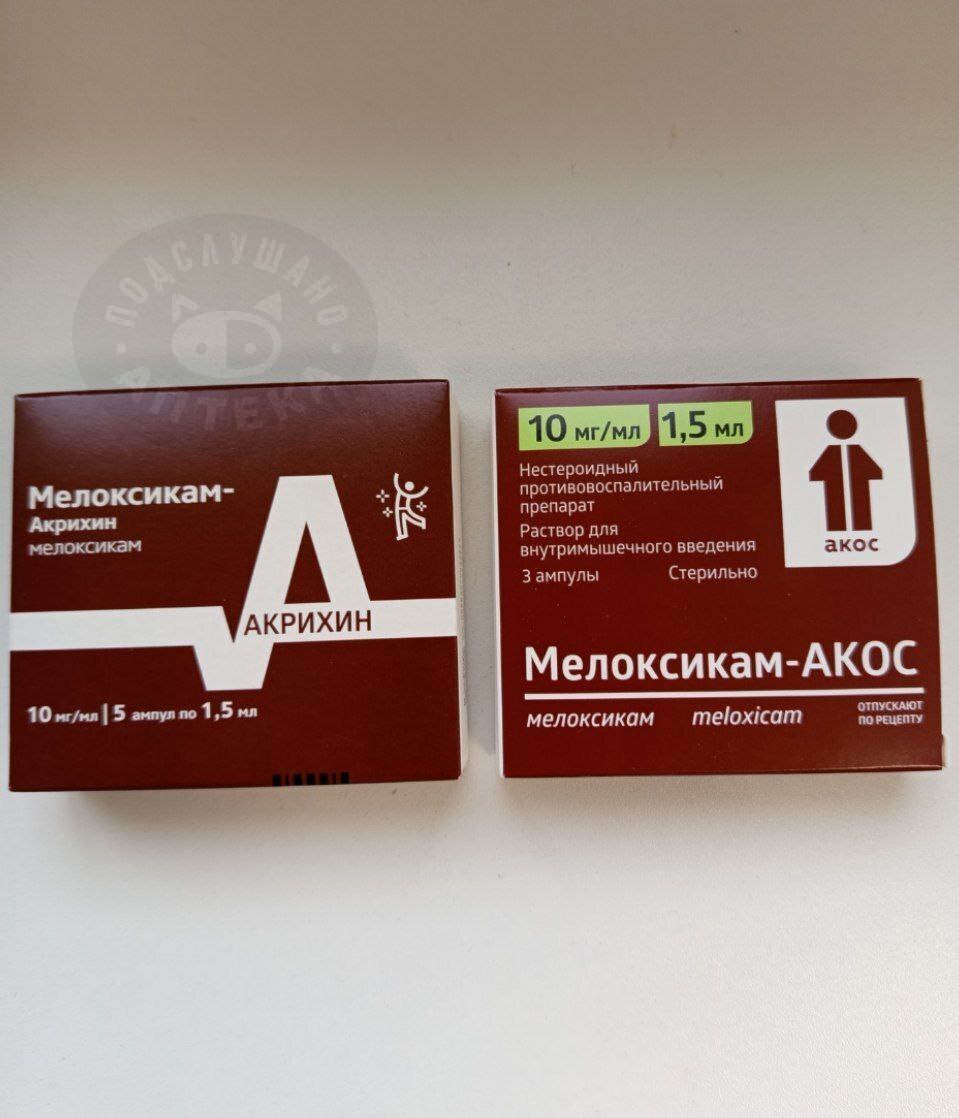 ПОДСЛУШАНО
АПТЕКА
Мелоксикам-
Акрихин
мелоксикам
АКРИХИН
10 мг/мл | 5 ампул по 1,5 мл
10 мг/мл 1,5 мл
Нестероидный
противовоспалительный
препарат
Раствор для
внутримышечного введения
3 ампулы Стерильно
акос
Мелоксикам-АКОС
мелоксикам meloxicam
ОТПУСКАЮТ
ПО РЕЦЕПТУ